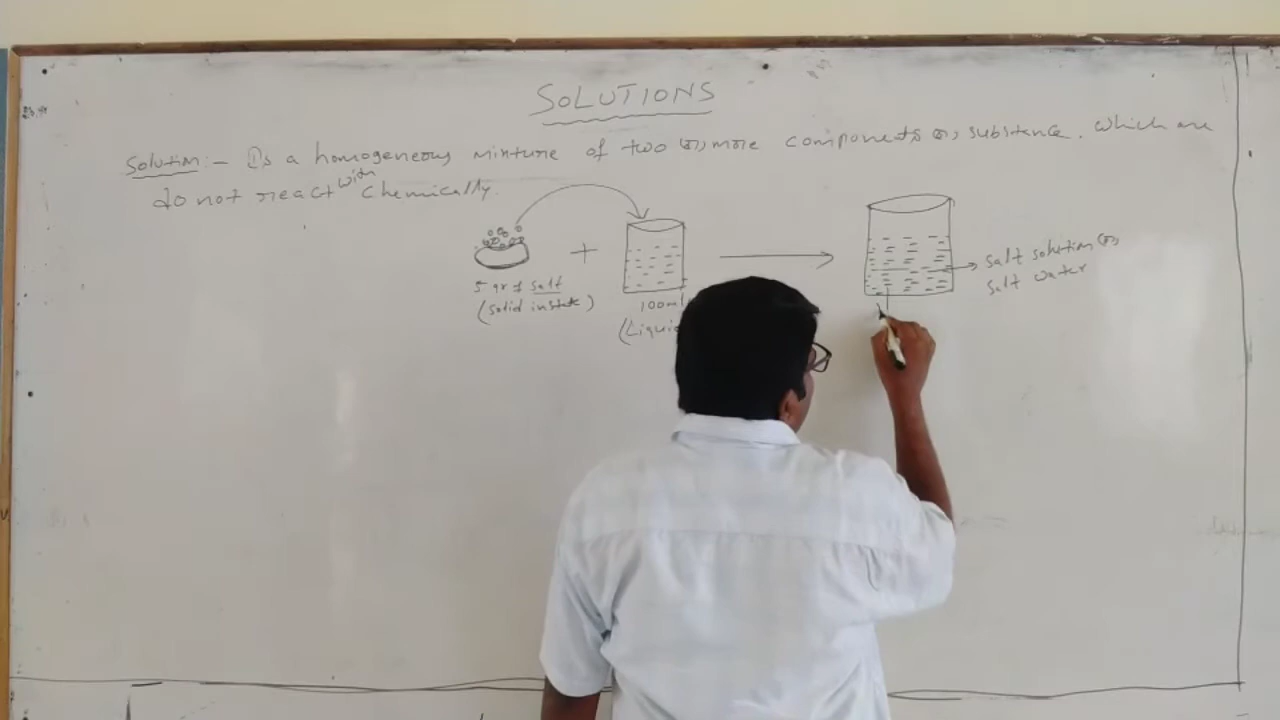 SOLUTIONS
Solution:- Is a homogeneous mixture of two (or) more components or, substance. which are
do not react with chemically.
+
5 gr of salt
(solid in state)
100ml
(Liquid
salt solution (or)
salt water